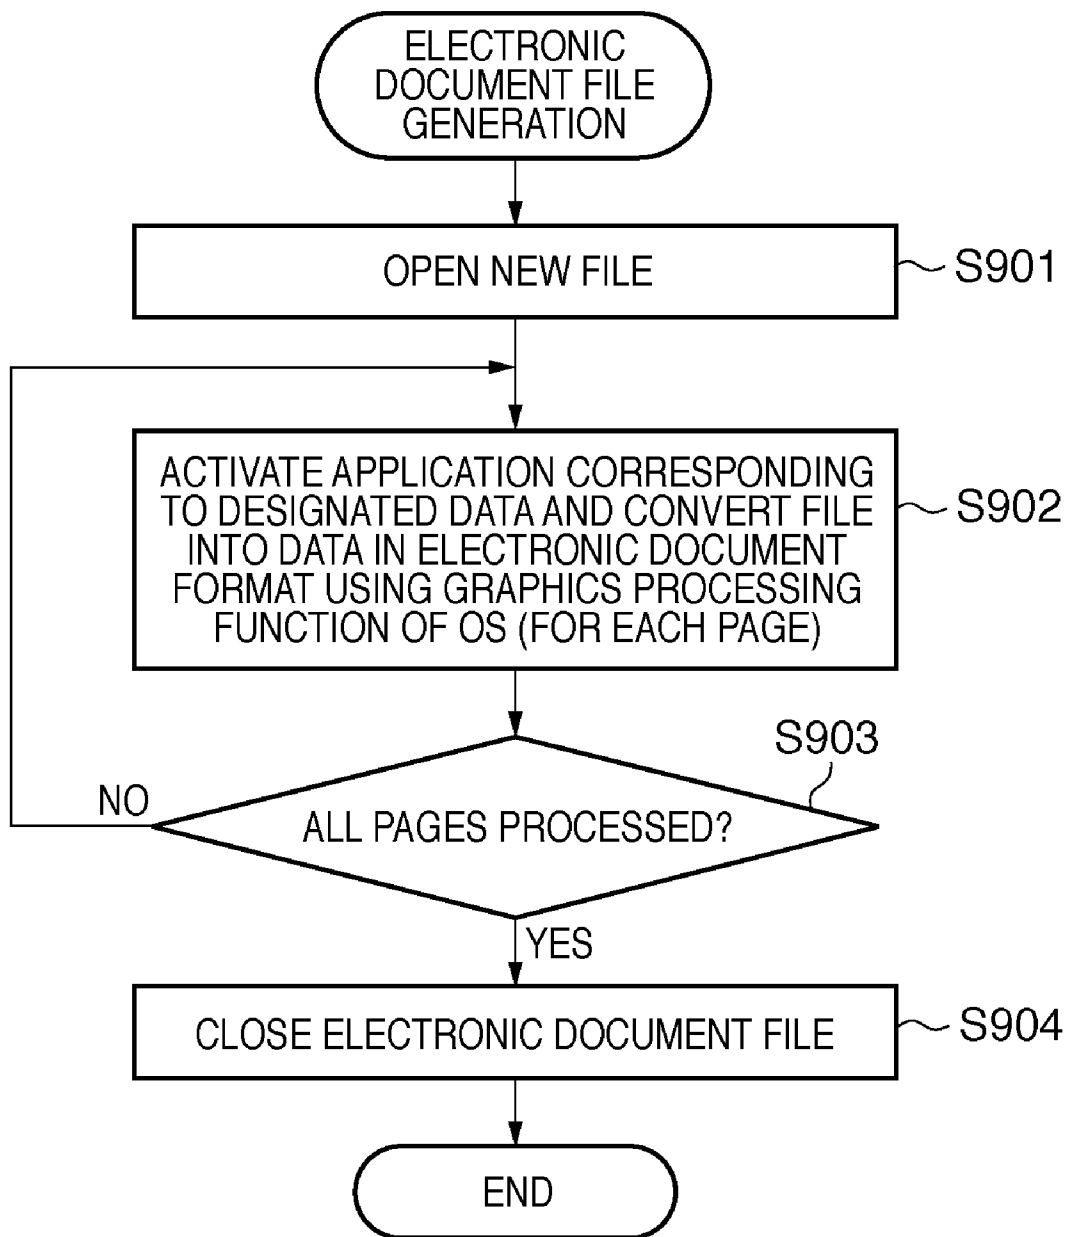 ELECTRONIC
DOCUMENT FILE
GENERATION
OPEN NEW FILE
S901
ACTIVATE APPLICATION CORRESPONDING
TO DESIGNATED DATA AND CONVERT FILE
INTO DATA IN ELECTRONIC DOCUMENT
FORMAT USING GRAPHICS PROCESSING
FUNCTION OF OS (FOR EACH PAGE)
S902
S903
NO
ALL PAGES PROCESSED?
YES
CLOSE ELECTRONIC DOCUMENT FILE
S904
END